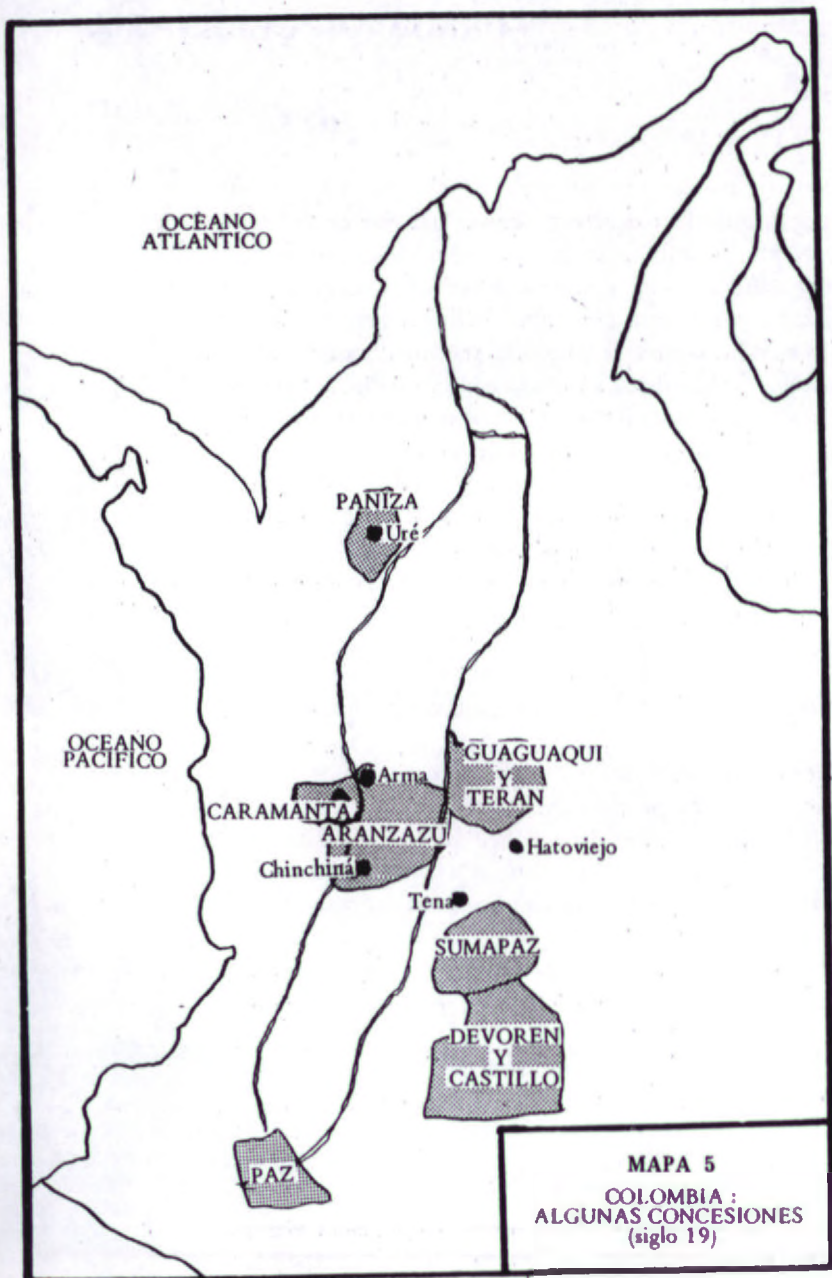 OCÉANO
ATLANTICO
PANIZA
Uré
OCEANO
PACIFICO
GUAGUAQUI
Y
TERAN
Arma
CARAMANTA
ARANZAZU
Hatoviejo
Chinchiná
Tena
SUMAPAZ
DEVOREN
Y
CASTILLO
PAZ
MAPA 5
COLOMBIA :
ALGUNAS CONCESIONES
(siglo 19)